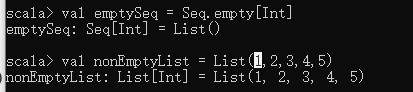 scala> val emptySeq = Seq.empty[Int]
emptySeq: Seq[Int] = List()
scala> val nonEmptyList = List(1,2,3,4,5)
nonEmptyList: List[Int] = List(1, 2, 3, 4, 5)